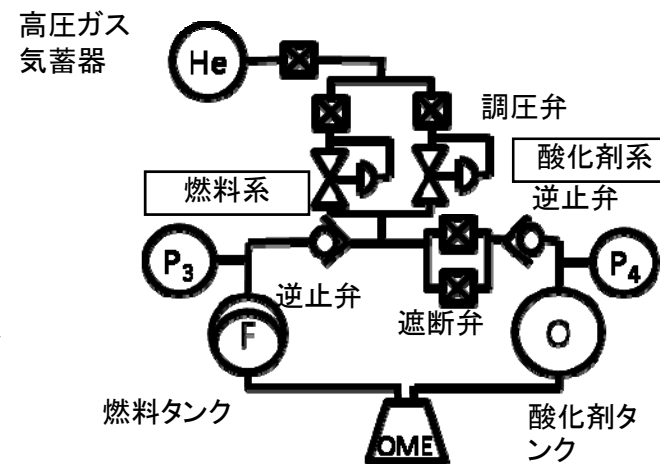 高圧ガス
気蓄器
He
調圧弁
酸化剤系
燃料系
逆止弁
P3
P4
逆止弁
遮断弁
F
O
燃料タンク
OME
酸化剤タ
ンク